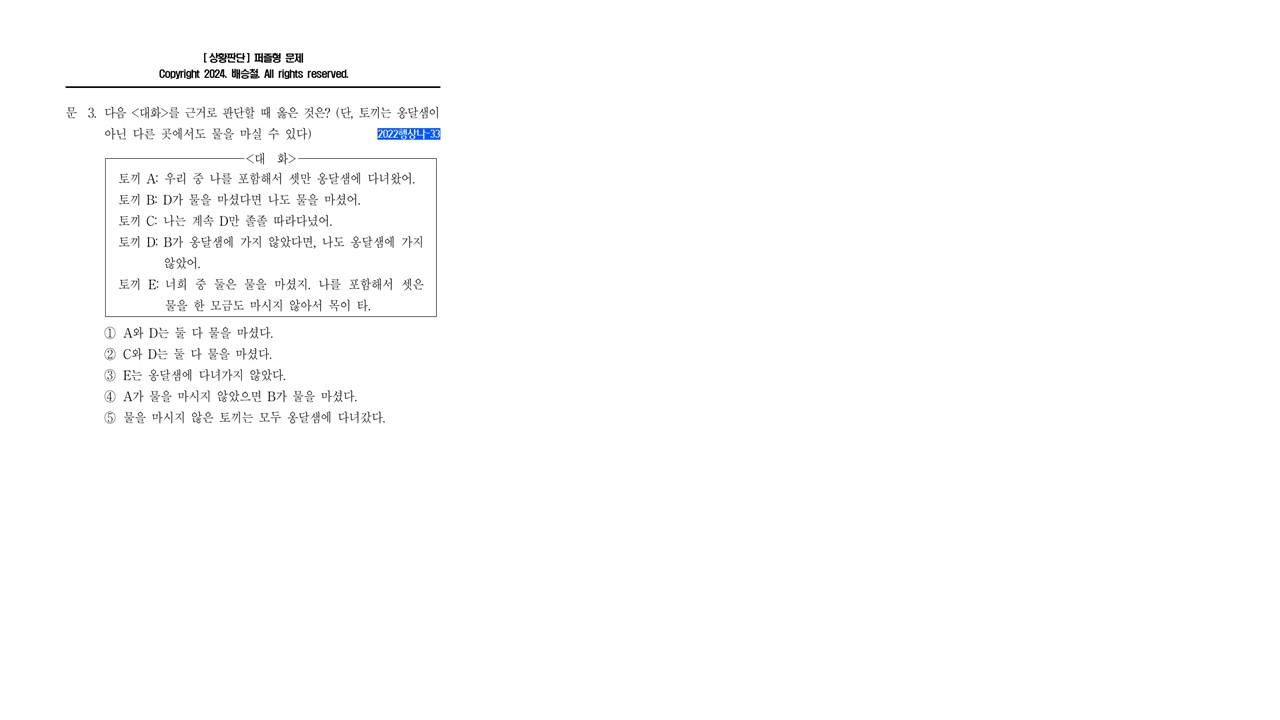 [상황판단] 퍼즐형 문제
Copyright 2024. 배승철. All rights reserved.
문 3. 다음 <대화>를 근거로 판단할 때 옳은 것은? (단, 토끼는 옹달샘이
아닌 다른 곳에서도 물을 마실 수 있다) 2022행상나-33
<대 화>
토끼 A: 우리 중 나를 포함해서 셋만 옹달샘에 다녀왔어.
토끼 B: D가 물을 마셨다면 나도 물을 마셨어.
토끼 C: 나는 계속 D만 졸졸 따라다녔어.
토끼 D: B가 옹달샘에 가지 않았다면, 나도 옹달샘에 가지
않았어.
토끼 E: 너희 중 둘은 물을 마셨지. 나를 포함해서 셋은
물을 한 모금도 마시지 않아서 목이 타.
① A와 D는 둘 다 물을 마셨다.
② C와 D는 둘 다 물을 마셨다.
③ E는 옹달샘에 다녀가지 않았다.
④ A가 물을 마시지 않았으면 B가 물을 마셨다.
⑤ 물을 마시지 않은 토끼는 모두 옹달샘에 다녀갔다.